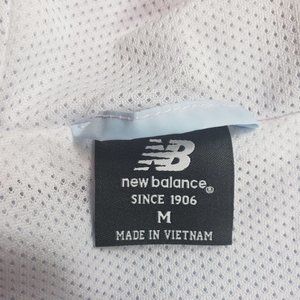 NB
new balance®
SINCE 1906
M
MADE IN VIETNAM